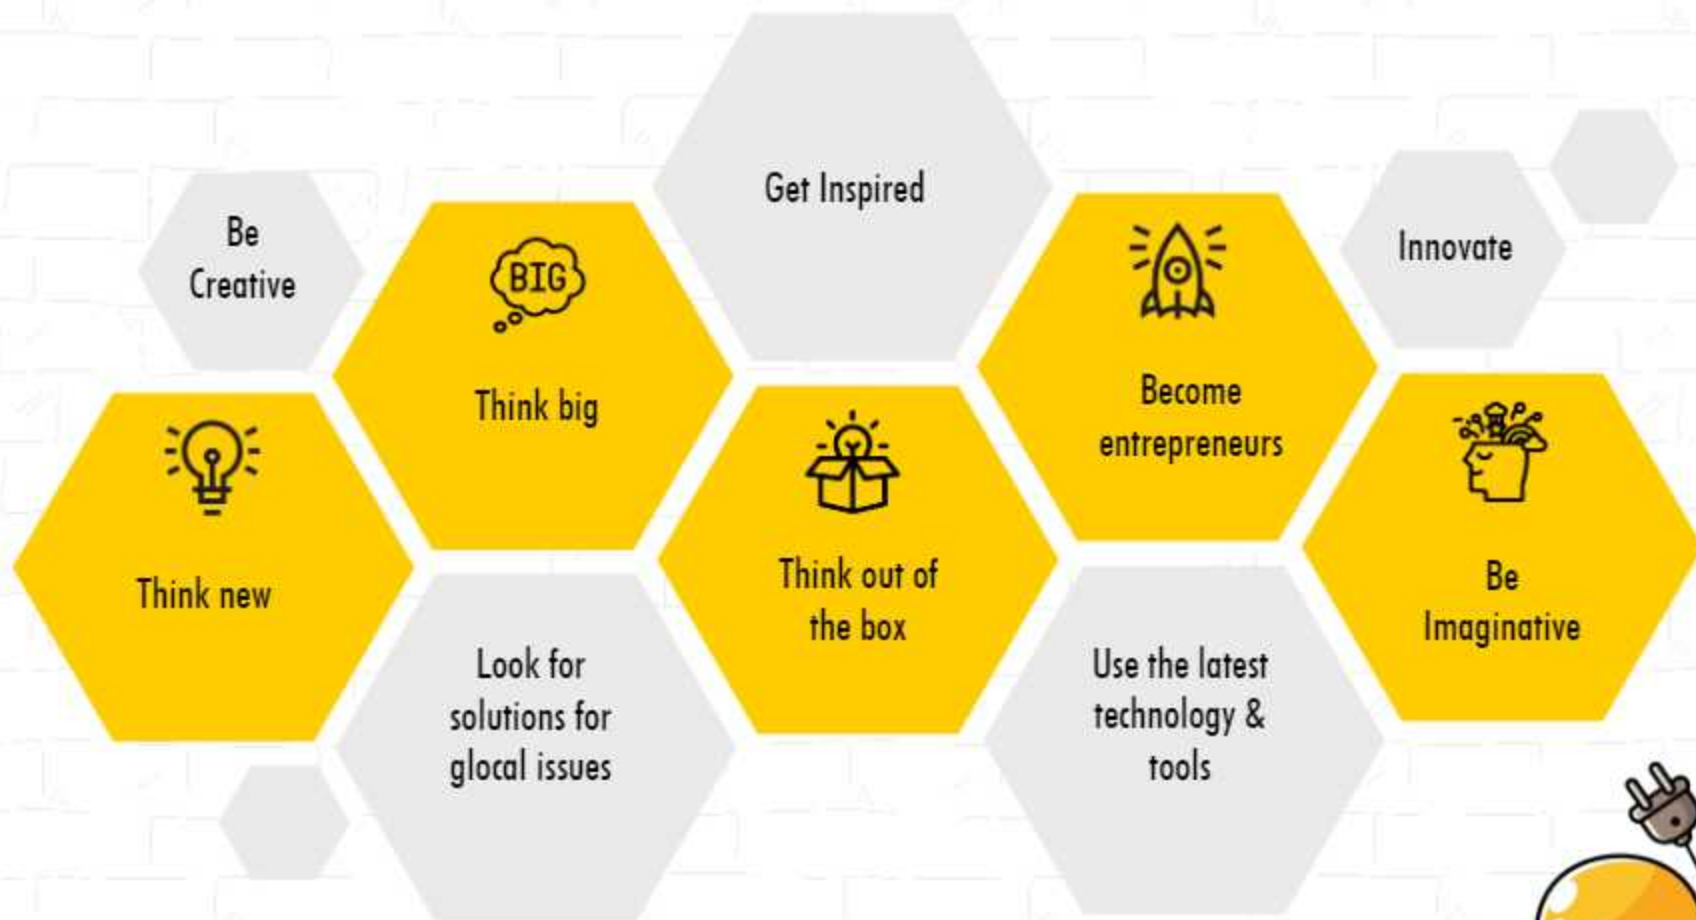 Get Inspired
Be
Creative
Innovate
BIG
Think big
Become
entrepreneurs
Think new
Think out of
the box
Be
Imaginative
Look for
solutions for
glocal issues
Use the latest
technology &
tools